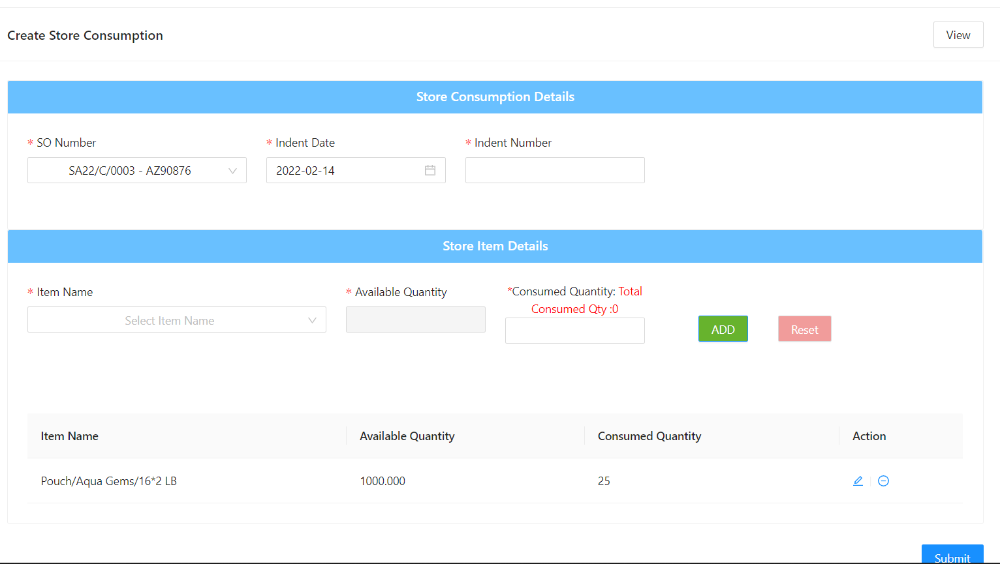 Create Store Consumption
View
Store Consumption Details
* SO Number
* Indent Date
* Indent Number
SA22/C/0003 - AZ90876
2022-02-14
Store Item Details
* Item Name
* Available Quantity
*Consumed Quantity: Total
Consumed Qty :0
Select Item Name
ADD
Reset
Item Name
Available Quantity
Consumed Quantity
Action
Pouch/Aqua Gems/16*2 LB
1000.000
25
Submit